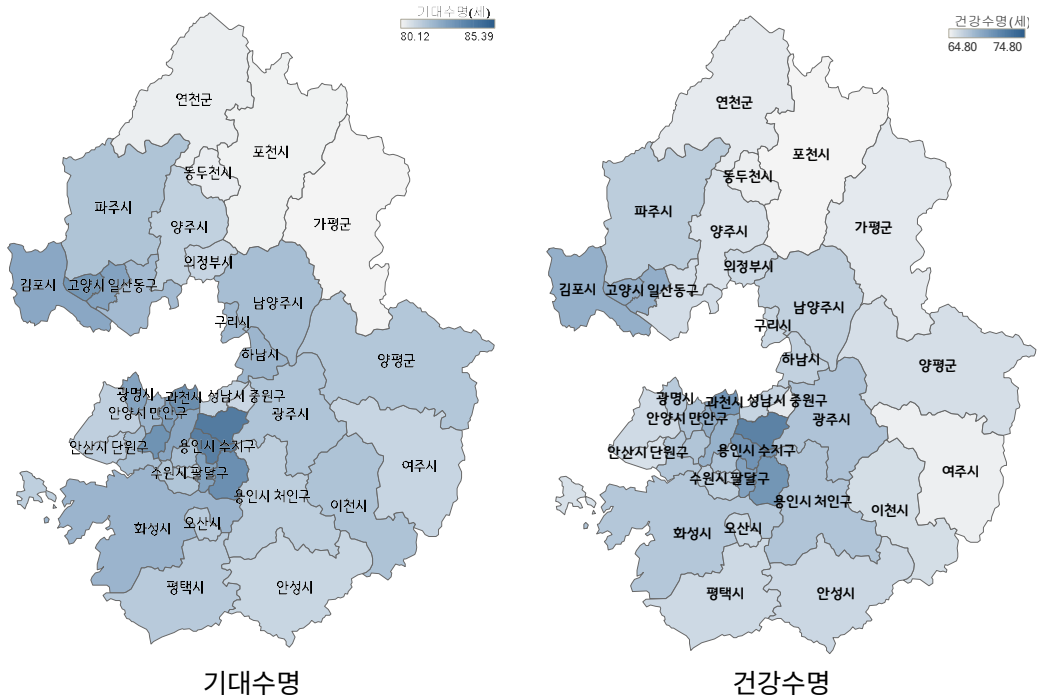 기대수명(세)
80.12 85.39
연천군
포천시
동두천시
파주시
가평군
양주시
의정부시
김포시
고양시 일산동구
남양주시
구리시
하남시
양평군
광명시
과천시
성남시 중원구
안양시 만안구
광주시
안산시 단원구
용인시 수지구
여주시
수원시 팔달구
용인시 처인구
이천시
화성시
오산시
평택시
안성시
기대수명
건강수명(세)
64.80 74.80
연천군
포천시
동두천시
파주시
가평군
양주시
의정부시
김포시
고양시 일산동구
남양주시
구리시
하남시
양평군
광명시
과천시
성남시 중원구
안양시 만안구
광주시
안산시 단원구
용인시 수지구
여주시
수원시 팔달구
용인시 처인구
이천시
화성시
오산시
평택시
안성시
건강수명